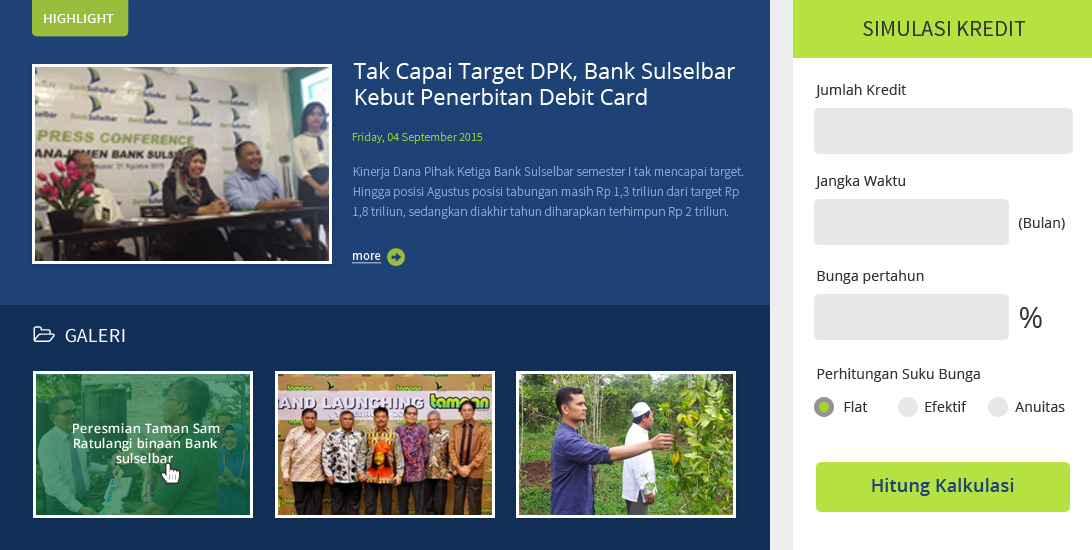 HIGHLIGHT
Tak Capai Target DPK, Bank Sulselbar
Kebut Penerbitan Debit Card
Friday, 04 September 2015
Kinerja Dana Pihak Ketiga Bank Sulselbar semester I tak mencapai target.
Hingga posisi Agustus posisi tabungan masih Rp 1,3 triliun dari target Rp
1,8 triliun, sedangkan diakhir tahun diharapkan terhimpun Rp 2 triliun.
more
PRESS CONFERENCE
GALERI
Peresmian Taman Sam
Ratulangi binaan Bank
sulselbar
AND LAUNCHING tampan
SIMULASI KREDIT
Jumlah Kredit
Jangka Waktu
(Bulan)
Bunga pertahun
%
Perhitungan Suku Bunga
Flat
Efektif
Anuitas
Hitung Kalkulasi